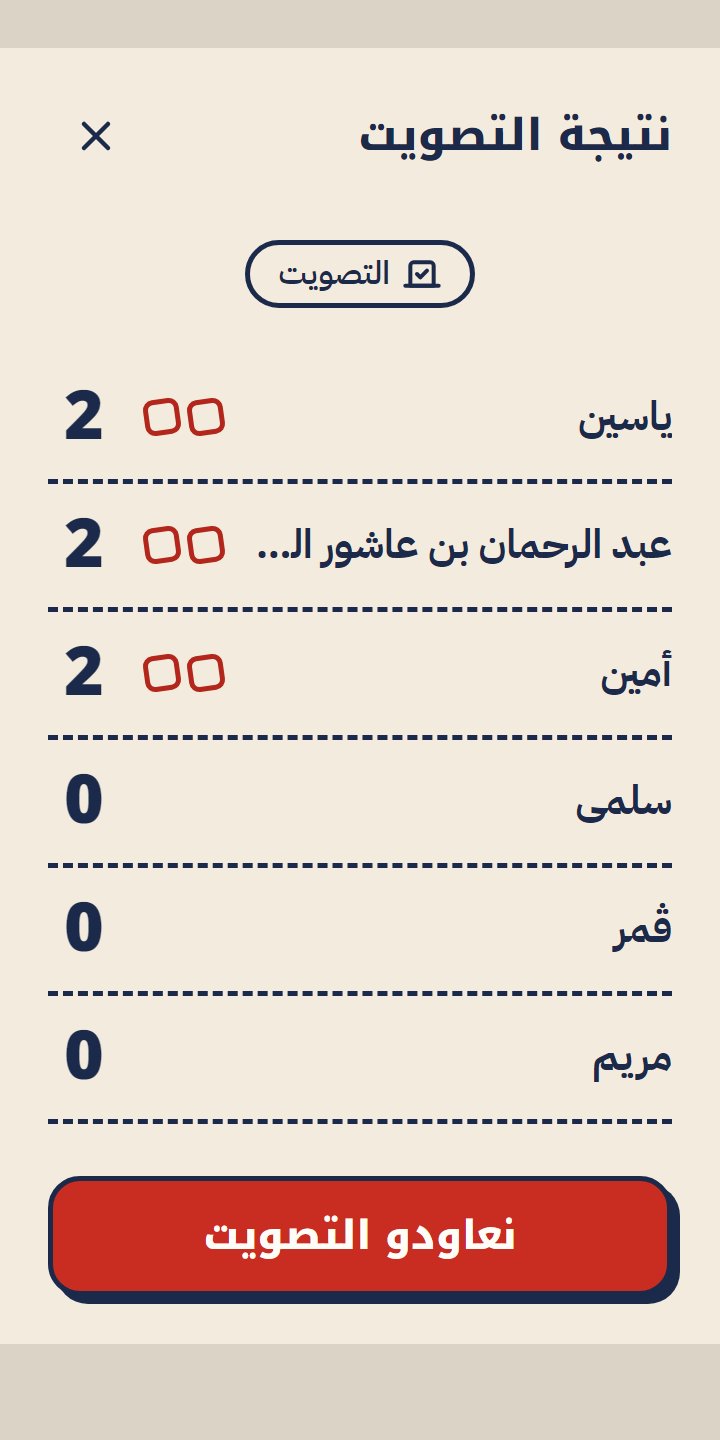 نتيجة التصويت
التصويت
ياسين 2
عبد الرحمان بن عاشور الـ... 2
أمين 2
سلمى 0
ڨمر 0
مريم 0
نعاودو التصويت